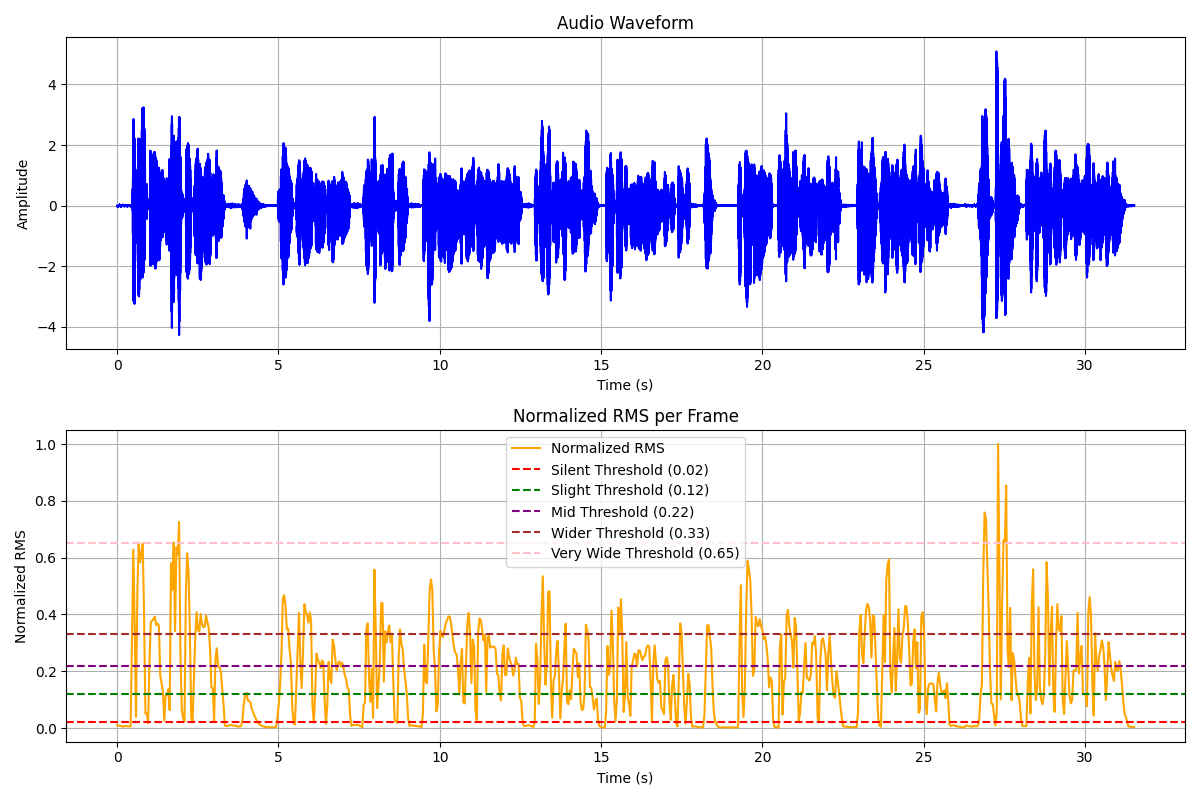 Audio Waveform
4
2
0
−2
−4
Amplitude
0 5 10 15 20 25 30
Time (s)
Normalized RMS per Frame
1.0
0.8
0.6
0.4
0.2
0.0
Normalized RMS
Normalized RMS
Silent Threshold (0.02)
Slight Threshold (0.12)
Mid Threshold (0.22)
Wider Threshold (0.33)
Very Wide Threshold (0.65)
0 5 10 15 20 25 30
Time (s)